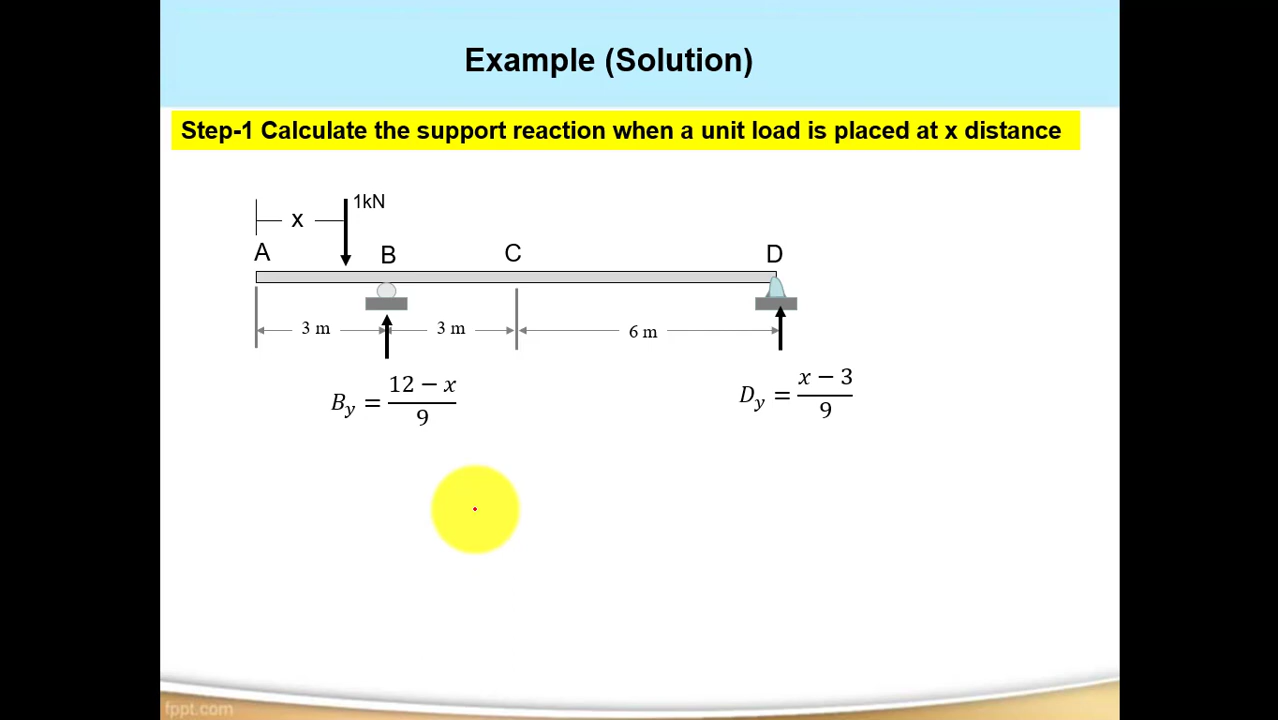 Example (Solution)
Step-1 Calculate the support reaction when a unit load is placed at x distance
1kN
x
A B C D
3 m 3 m 6 m
B_y = \frac{12 - x}{9} D_y = \frac{x - 3}{9}
fppt.com